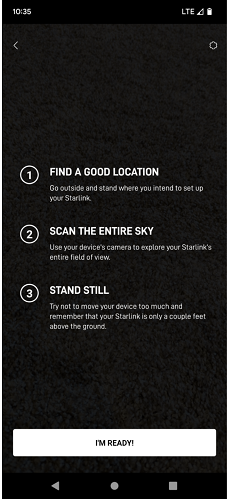 10:35
LTE
1
FIND A GOOD LOCATION
Go outside and stand where you intend to set up
your Starlink.
2
SCAN THE ENTIRE SKY
Use your device's camera to explore your Starlink's
entire field of view.
3
STAND STILL
Try not to move your device too much and
remember that your Starlink is only a couple feet
above the ground.
I'M READY!